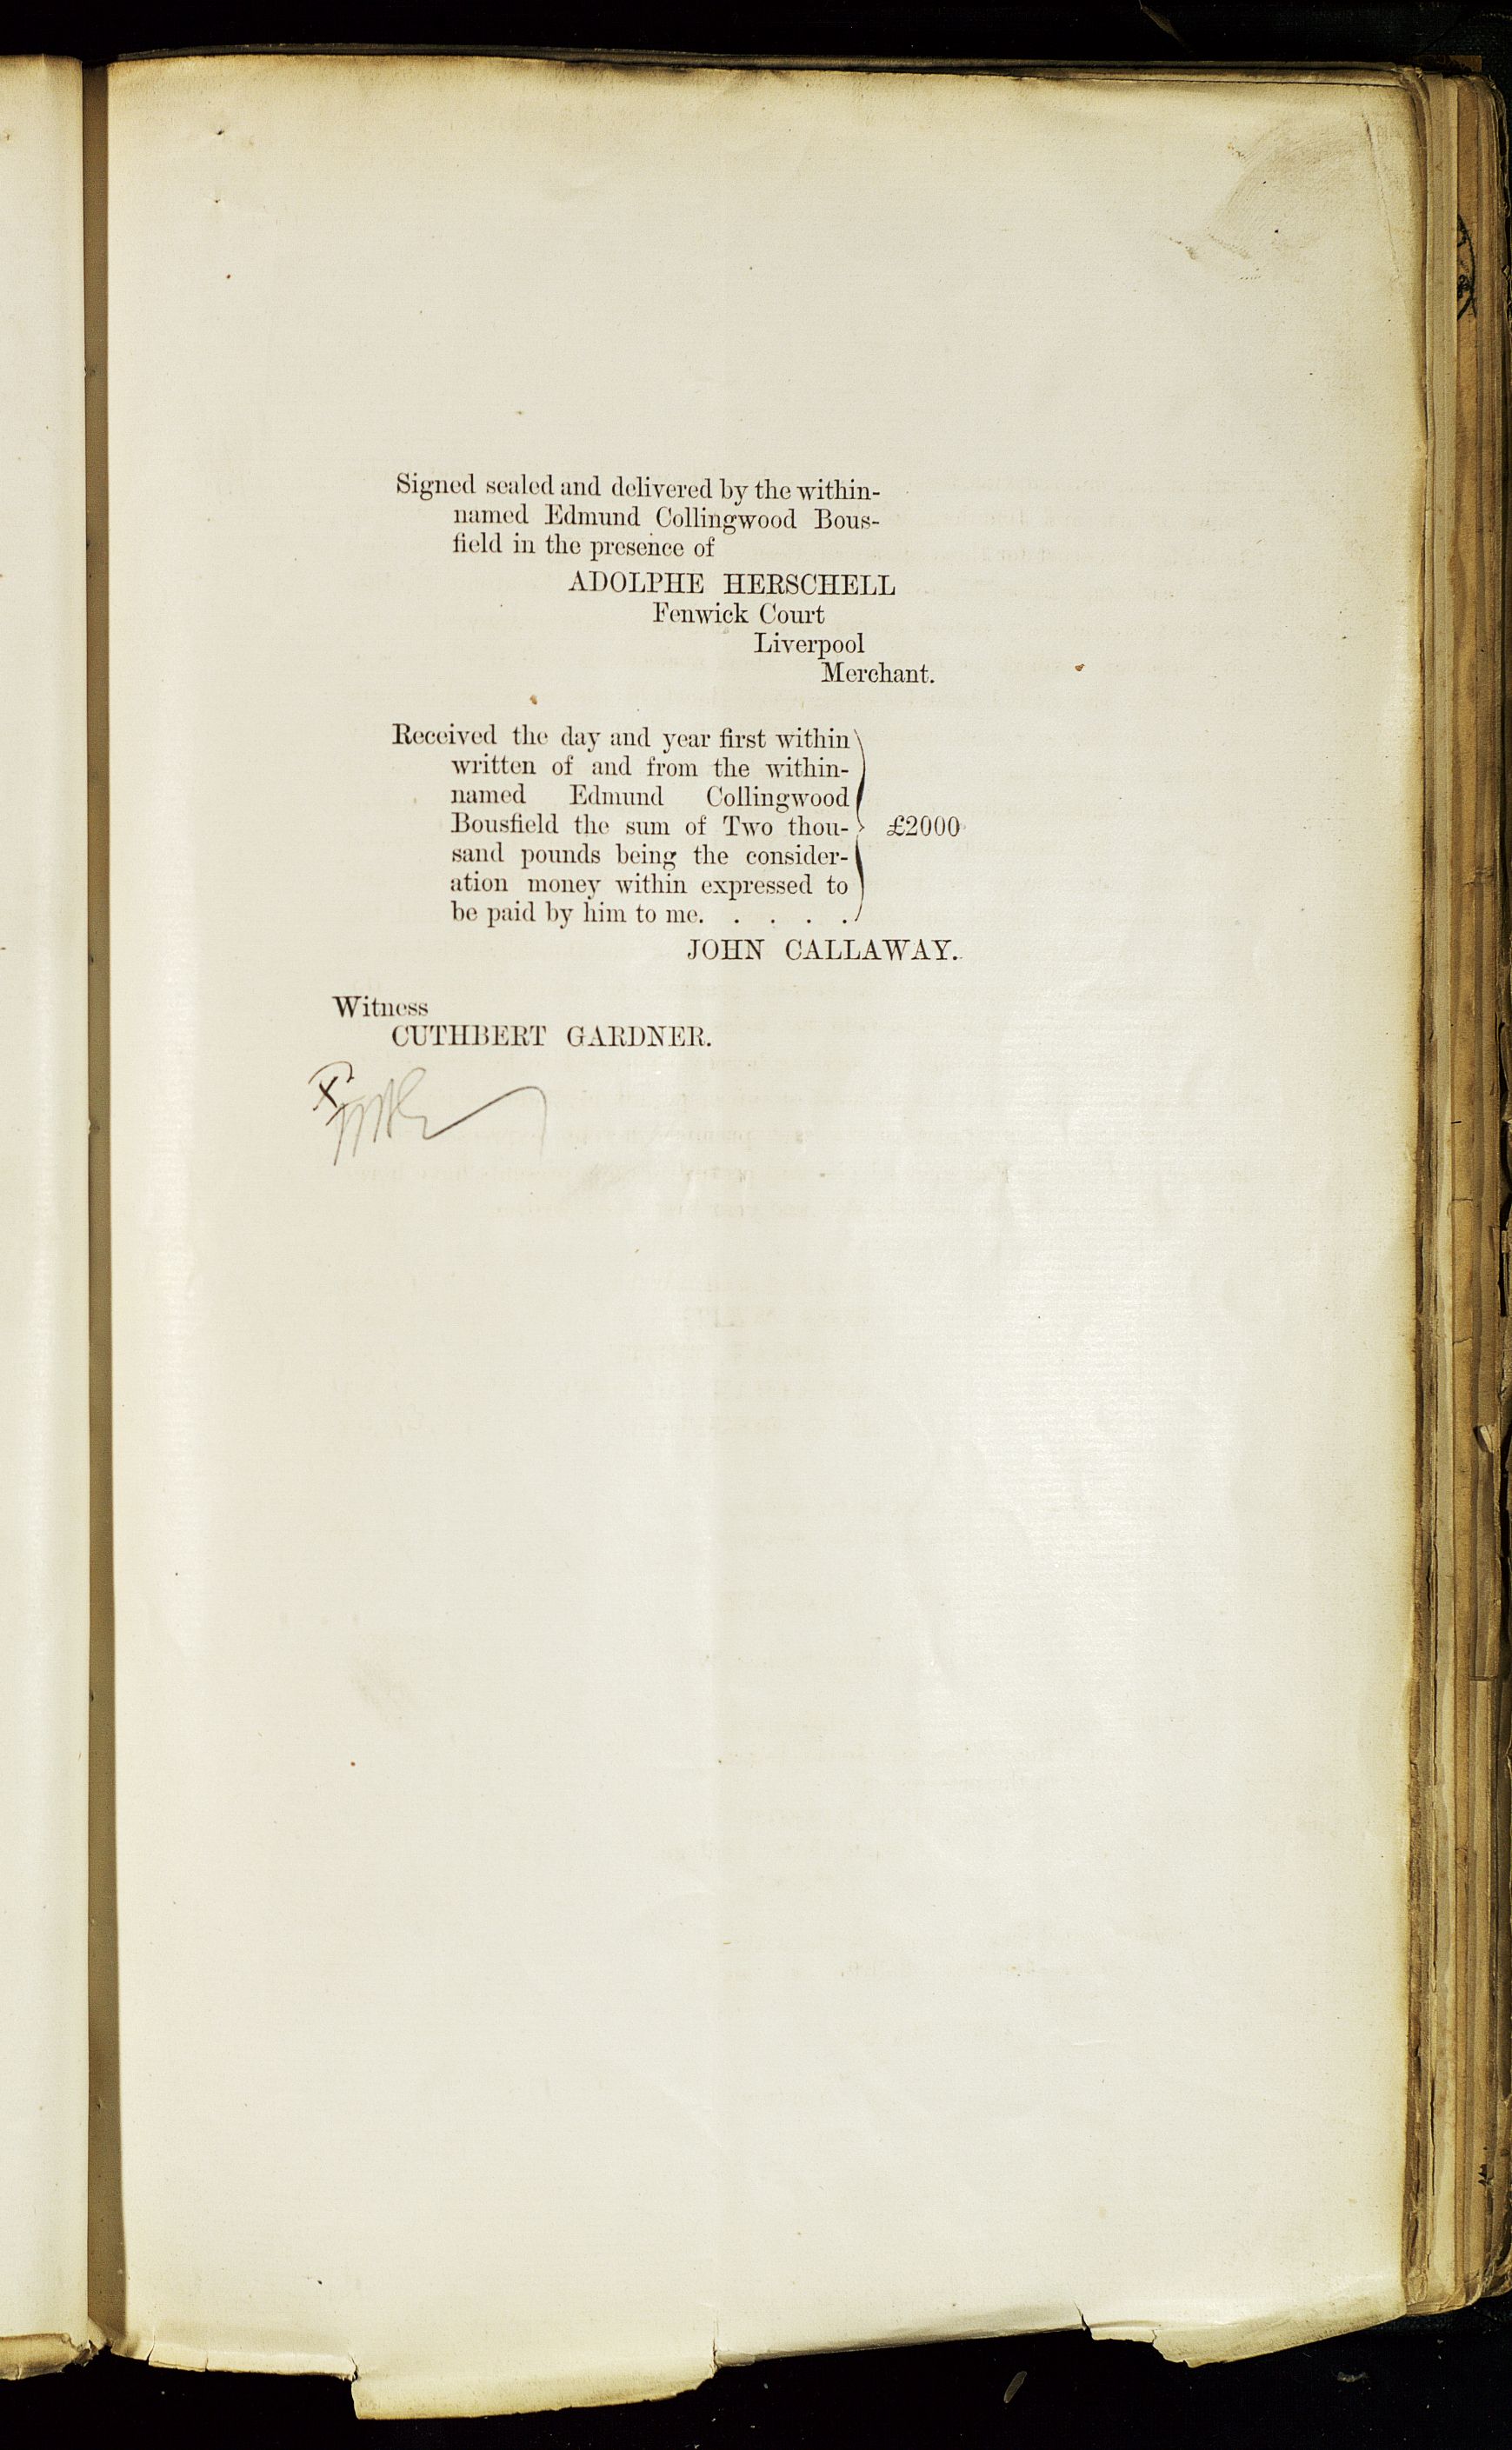 Signed sealed and delivered by the within-
named Edmund Collingwood Bous-
field in the presence of
ADOLPHE HERSCHELL
Fenwick Court
Liverpool
Merchant.
Received the day and year first within
written of and from the within-
named Edmund Collingwood
Bousfield the sum of Two thou- £2000
sand pounds being the consider-
ation money within expressed to
be paid by him to me. . . . .
JOHN CALLAWAY.
Witness
CUTHBERT GARDNER.